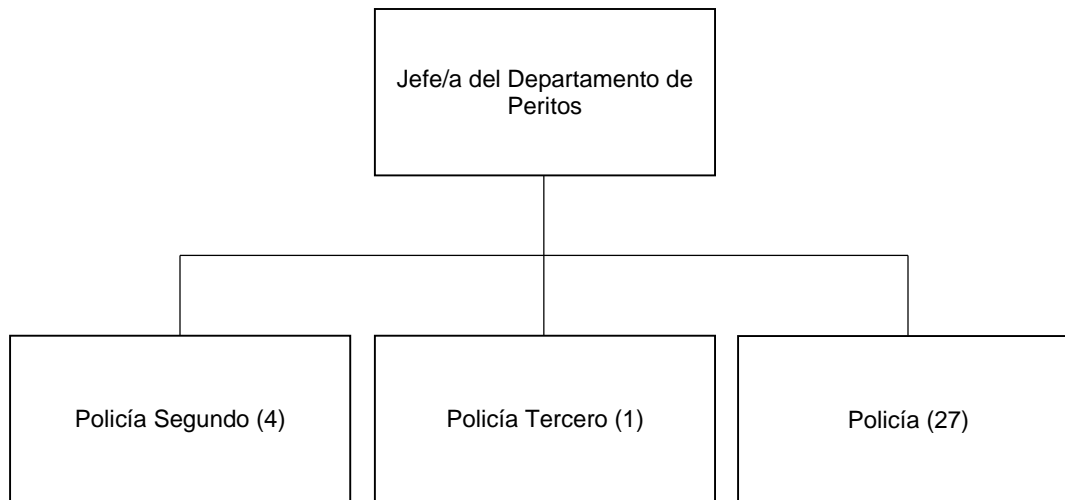 Jefe/a del Departamento de
Peritos
Policía Segundo (4)
Policía Tercero (1)
Policía (27)